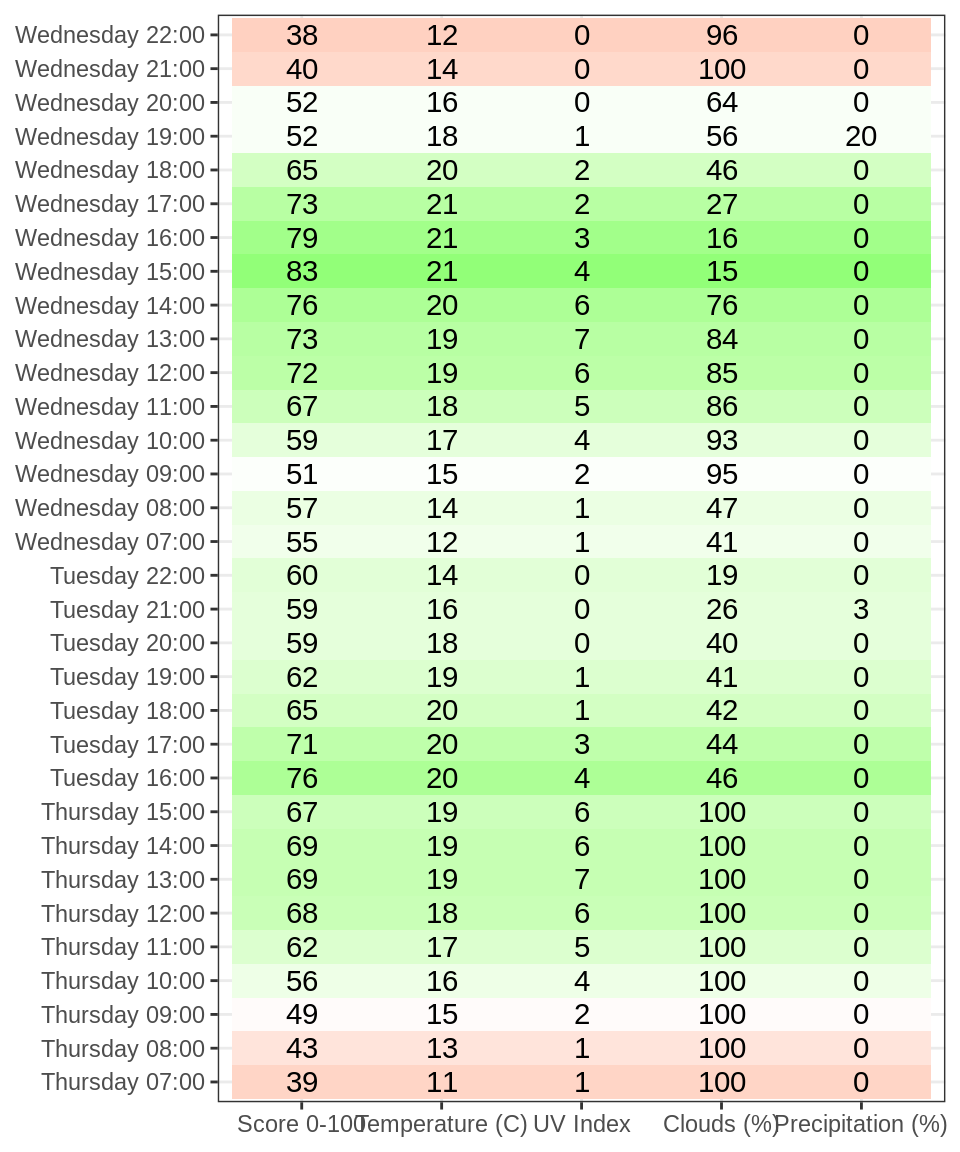 Wednesday 22:00 38 12 0 96 0
Wednesday 21:00 40 14 0 100 0
Wednesday 20:00 52 16 0 64 0
Wednesday 19:00 52 18 1 56 20
Wednesday 18:00 65 20 2 46 0
Wednesday 17:00 73 21 2 27 0
Wednesday 16:00 79 21 3 16 0
Wednesday 15:00 83 21 4 15 0
Wednesday 14:00 76 20 6 76 0
Wednesday 13:00 73 19 7 84 0
Wednesday 12:00 72 19 6 85 0
Wednesday 11:00 67 18 5 86 0
Wednesday 10:00 59 17 4 93 0
Wednesday 09:00 51 15 2 95 0
Wednesday 08:00 57 14 1 47 0
Wednesday 07:00 55 12 1 41 0
Tuesday 22:00 60 14 0 19 0
Tuesday 21:00 59 16 0 26 3
Tuesday 20:00 59 18 0 40 0
Tuesday 19:00 62 19 1 41 0
Tuesday 18:00 65 20 1 42 0
Tuesday 17:00 71 20 3 44 0
Tuesday 16:00 76 20 4 46 0
Thursday 15:00 67 19 6 100 0
Thursday 14:00 69 19 6 100 0
Thursday 13:00 69 19 7 100 0
Thursday 12:00 68 18 6 100 0
Thursday 11:00 62 17 5 100 0
Thursday 10:00 56 16 4 100 0
Thursday 09:00 49 15 2 100 0
Thursday 08:00 43 13 1 100 0
Thursday 07:00 39 11 1 100 0
Score 0-100 Temperature (C) UV Index Clouds (%) Precipitation (%)